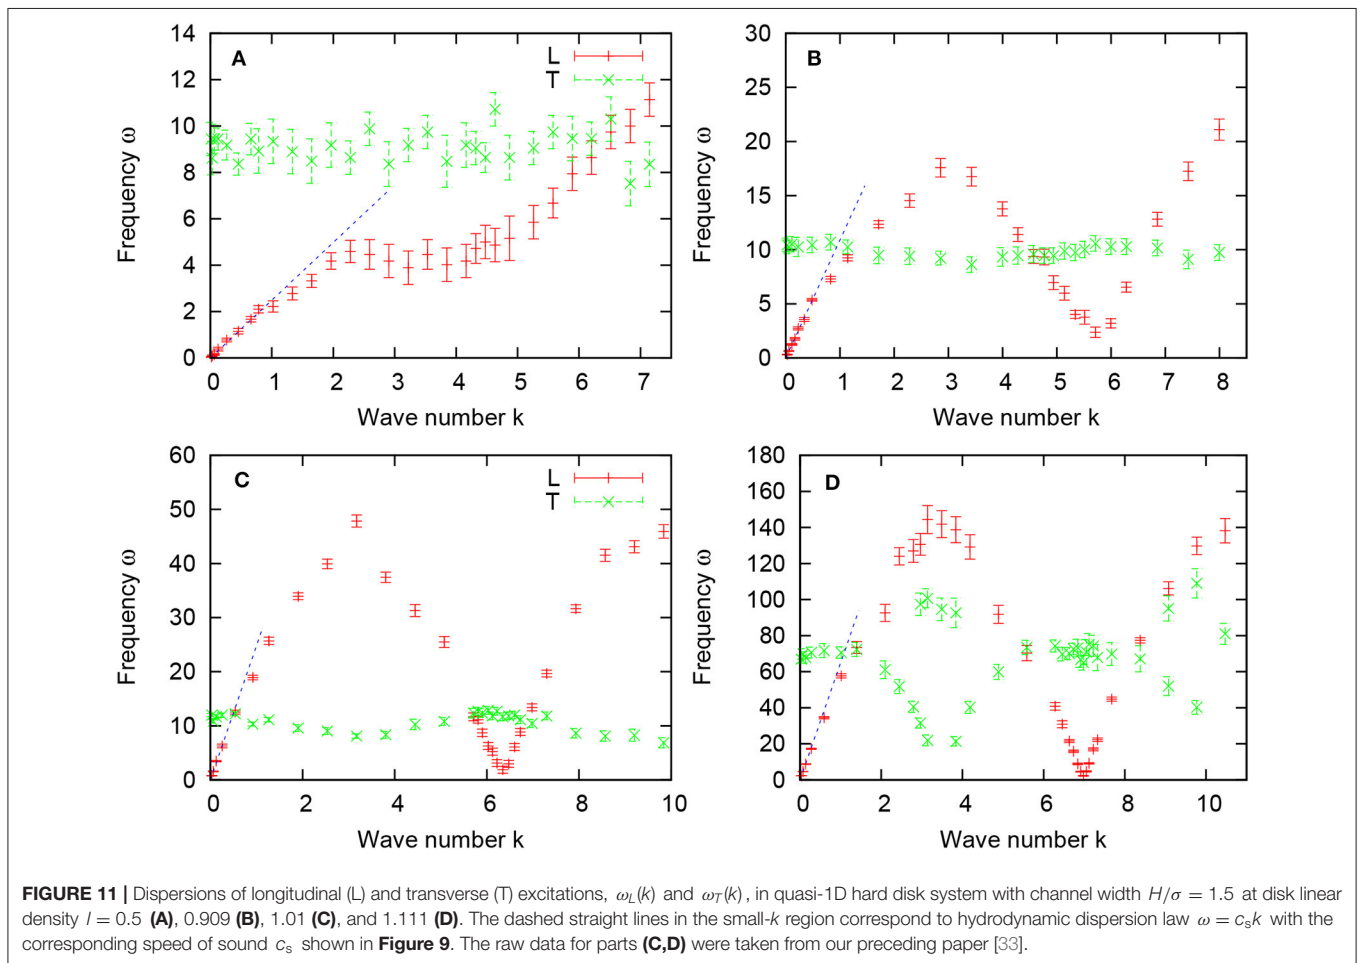 14
12
10
8
6
4
2
0
Frequency ω
A
L
T
0 1 2 3 4 5 6 7
Wave number k
30
25
20
15
10
5
0
Frequency ω
B
0 1 2 3 4 5 6 7 8
Wave number k
60
50
40
30
20
10
0
Frequency ω
C
L
T
0 2 4 6 8 10
Wave number k
180
160
140
120
100
80
60
40
20
0
Frequency ω
D
0 2 4 6 8 10
Wave number k
FIGURE 11 | Dispersions of longitudinal (L) and transverse (T) excitations, ω_L(k) and ω_T(k), in quasi-1D hard disk system with channel width H/σ = 1.5 at disk linear
density l = 0.5 (A), 0.909 (B), 1.01 (C), and 1.111 (D). The dashed straight lines in the small-k region correspond to hydrodynamic dispersion law ω = c_s k with the
corresponding speed of sound c_s shown in Figure 9. The raw data for parts (C,D) were taken from our preceding paper [33].